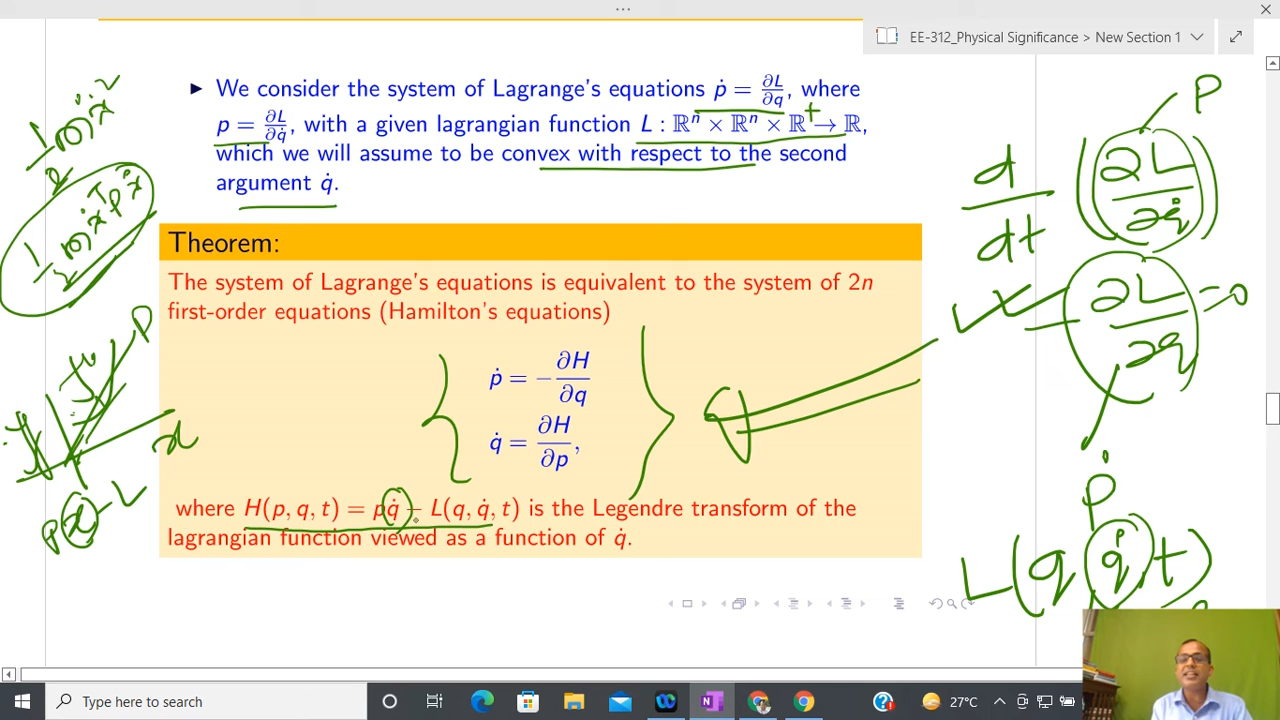 EE-312_Physical Significance > New Section 1
► We consider the system of Lagrange's equations ṗ = ∂L/∂q, where
p = ∂L/∂q̇, with a given lagrangian function L : ℝⁿ × ℝⁿ × ℝ⁺ → ℝ,
which we will assume to be convex with respect to the second
argument q̇.
Theorem:
The system of Lagrange's equations is equivalent to the system of 2n
first-order equations (Hamilton's equations)
ṗ = −∂H/∂q
q̇ = ∂H/∂p,
where H(p, q, t) = pq̇ − L(q, q̇, t) is the Legendre transform of the
lagrangian function viewed as a function of q̇.
P
d/dt (∂L/∂q̇)
− ∂L/∂q = 0
ṗ
L(q q̇ t)
P
x
Type here to search
27°C